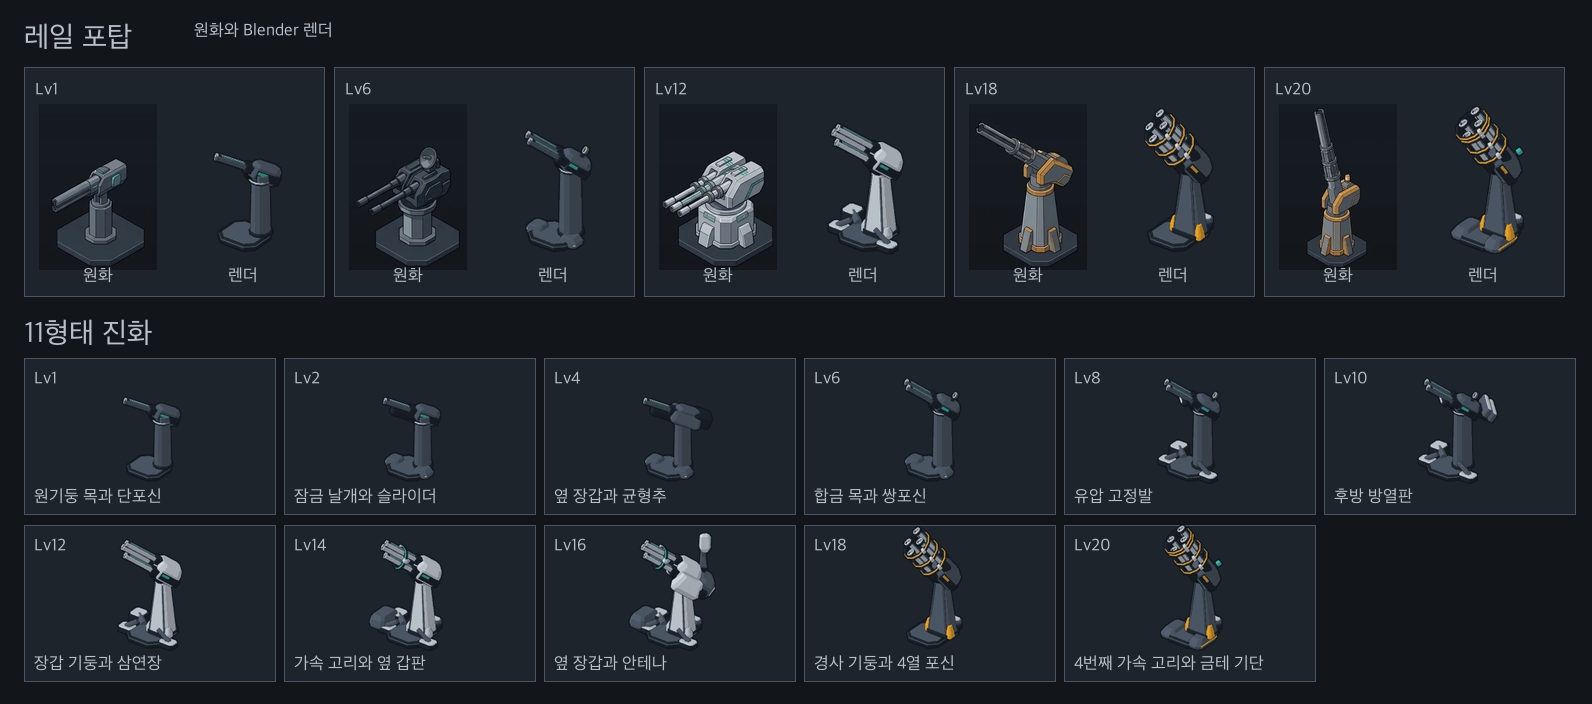 레일 포탑
원화와 Blender 렌더
Lv1
Lv6
Lv12
Lv18
Lv20
원화
렌더
원화
렌더
원화
렌더
원화
렌더
원화
렌더
11형태 진화
Lv1
Lv2
Lv4
Lv6
Lv8
Lv10
원기둥 목과 단포신
잠금 날개와 슬라이더
옆 장갑과 균형추
합금 목과 쌍포신
유압 고정발
후방 방열판
Lv12
Lv14
Lv16
Lv18
Lv20
장갑 기둥과 삼연장
가속 고리와 옆 갑판
옆 장갑과 안테나
경사 기둥과 4열 포신
4번째 가속 고리와 금테 기단